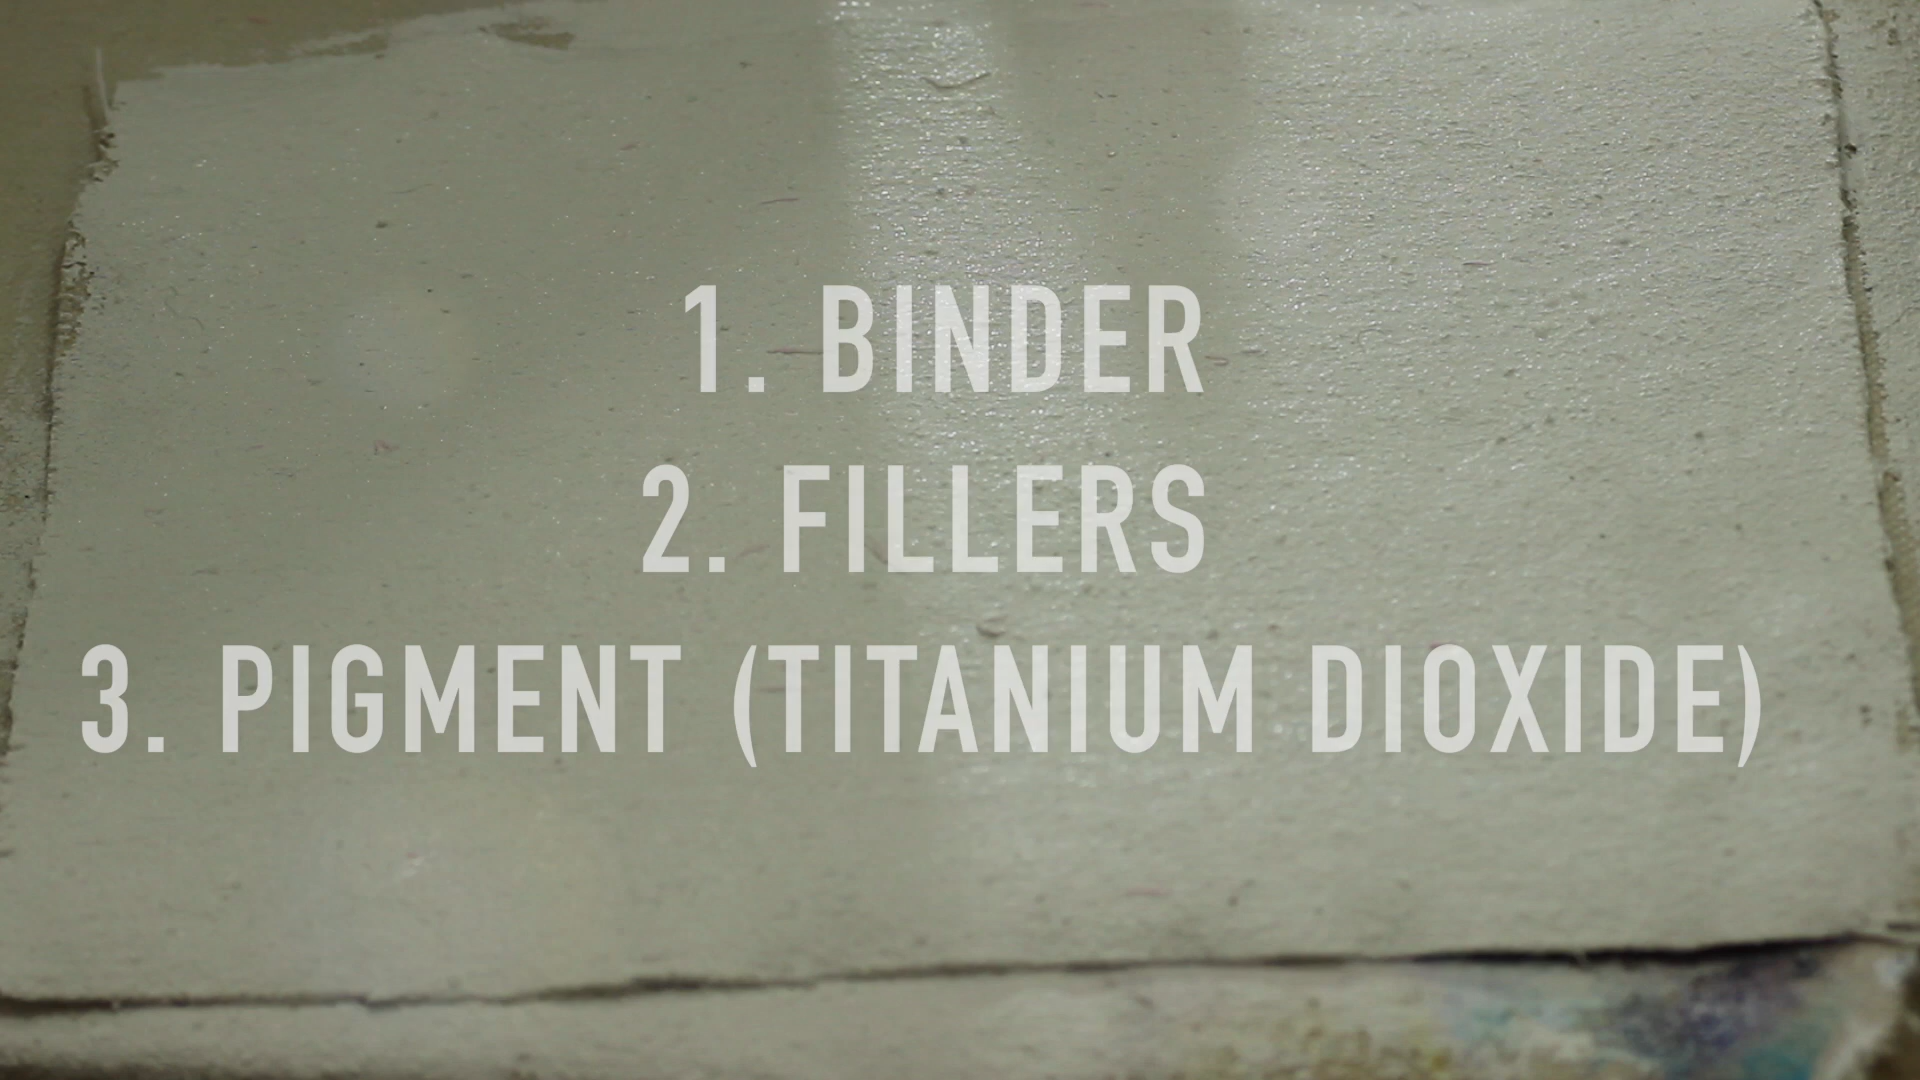 1. BINDER
2. FILLERS
3. PIGMENT (TITANIUM DIOXIDE)